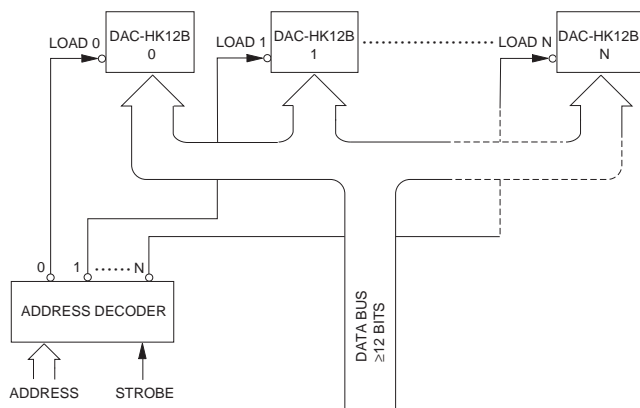 DAC-HK12B
0
LOAD 0
DAC-HK12B
1
LOAD 1
DAC-HK12B
N
LOAD N
0 1 ...... N
ADDRESS DECODER
ADDRESS
STROBE
DATA BUS
≥12 BITS